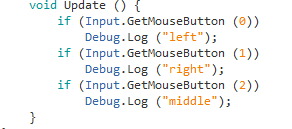 void Update () {
if (Input.GetMouseButton (0))
Debug.Log ("left");
if (Input.GetMouseButton (1))
Debug.Log ("right");
if (Input.GetMouseButton (2))
Debug.Log ("middle");
}